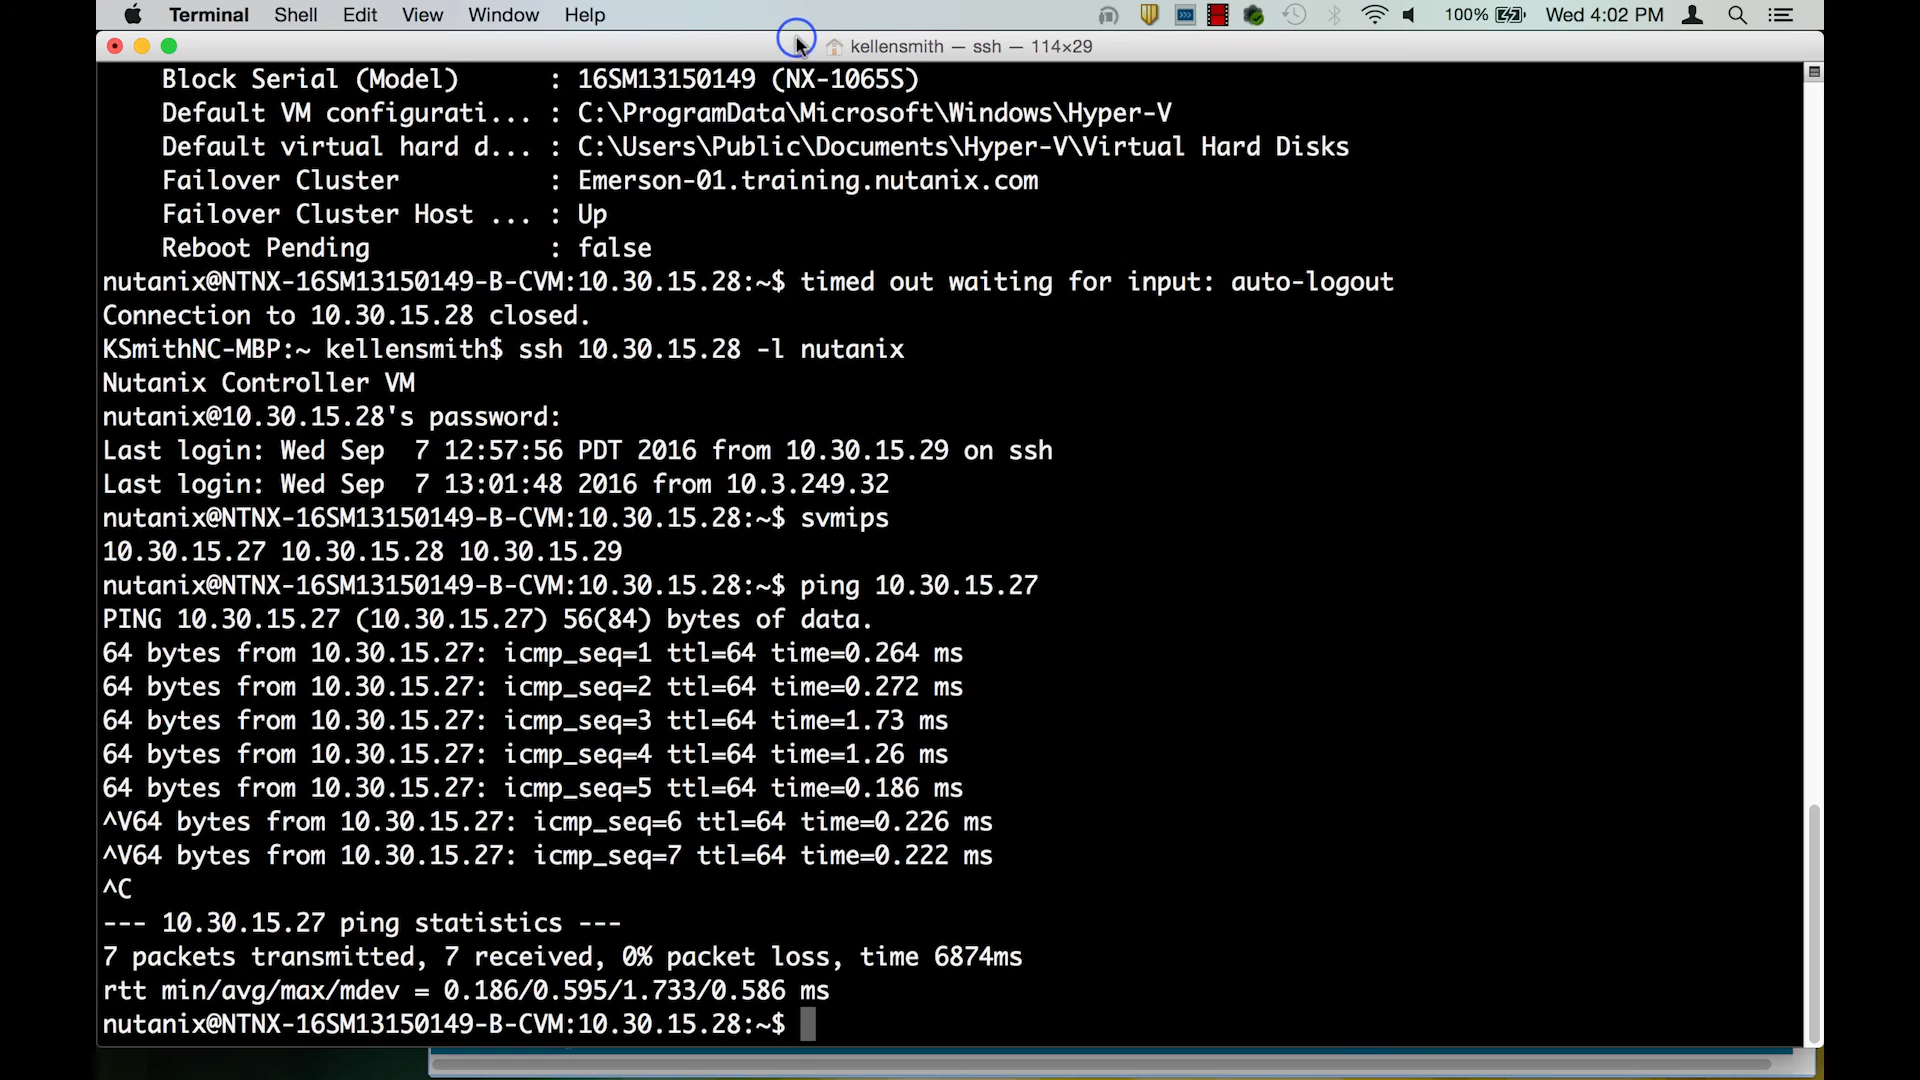 Terminal Shell Edit View Window Help 100% Wed 4:02 PM
kellensmith — ssh — 114×29
Block Serial (Model) : 16SM13150149 (NX-1065S)
Default VM configurati... : C:\ProgramData\Microsoft\Windows\Hyper-V
Default virtual hard d... : C:\Users\Public\Documents\Hyper-V\Virtual Hard Disks
Failover Cluster : Emerson-01.training.nutanix.com
Failover Cluster Host ... : Up
Reboot Pending : false
nutanix@NTNX-16SM13150149-B-CVM:10.30.15.28:~$ timed out waiting for input: auto-logout
Connection to 10.30.15.28 closed.
KSmithNC-MBP:~ kellensmith$ ssh 10.30.15.28 -l nutanix
Nutanix Controller VM
nutanix@10.30.15.28's password:
Last login: Wed Sep  7 12:57:56 PDT 2016 from 10.30.15.29 on ssh
Last login: Wed Sep  7 13:01:48 2016 from 10.3.249.32
nutanix@NTNX-16SM13150149-B-CVM:10.30.15.28:~$ svmips
10.30.15.27 10.30.15.28 10.30.15.29
nutanix@NTNX-16SM13150149-B-CVM:10.30.15.28:~$ ping 10.30.15.27
PING 10.30.15.27 (10.30.15.27) 56(84) bytes of data.
64 bytes from 10.30.15.27: icmp_seq=1 ttl=64 time=0.264 ms
64 bytes from 10.30.15.27: icmp_seq=2 ttl=64 time=0.272 ms
64 bytes from 10.30.15.27: icmp_seq=3 ttl=64 time=1.73 ms
64 bytes from 10.30.15.27: icmp_seq=4 ttl=64 time=1.26 ms
64 bytes from 10.30.15.27: icmp_seq=5 ttl=64 time=0.186 ms
^V64 bytes from 10.30.15.27: icmp_seq=6 ttl=64 time=0.226 ms
^V64 bytes from 10.30.15.27: icmp_seq=7 ttl=64 time=0.222 ms
^C
--- 10.30.15.27 ping statistics ---
7 packets transmitted, 7 received, 0% packet loss, time 6874ms
rtt min/avg/max/mdev = 0.186/0.595/1.733/0.586 ms
nutanix@NTNX-16SM13150149-B-CVM:10.30.15.28:~$